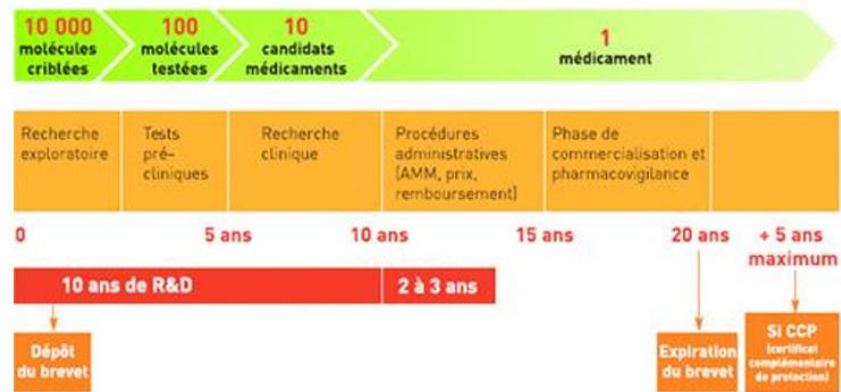 10 000
molécules
criblées
100
molécules
testées
10
candidats
médicaments
1
médicament
Recherche
exploratoire
Tests
pré-
cliniques
Recherche
clinique
Procédures
administratives
(AMM, prix,
remboursement)
Phase de
commercialisation et
pharmacovigilance
0
5 ans
10 ans
15 ans
20 ans
+ 5 ans
maximum
10 ans de R&D
2 à 3 ans
Dépôt
du brevet
Expiration
du brevet
Si CCP
(certificat
complémentaire
de protection)